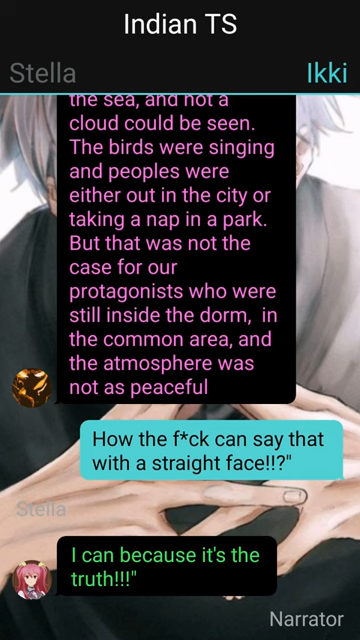 Indian TS
Stella
Ikki
the sea, and not a
cloud could be seen.
The birds were singing
and peoples were
either out in the city or
taking a nap in a park.
But that was not the
case for our
protagonists who were
still inside the dorm,  in
the common area, and
the atmosphere was
not as peaceful
How the f*ck can say that
with a straight face!!?"
Stella
I can because it's the
truth!!!"
Narrator